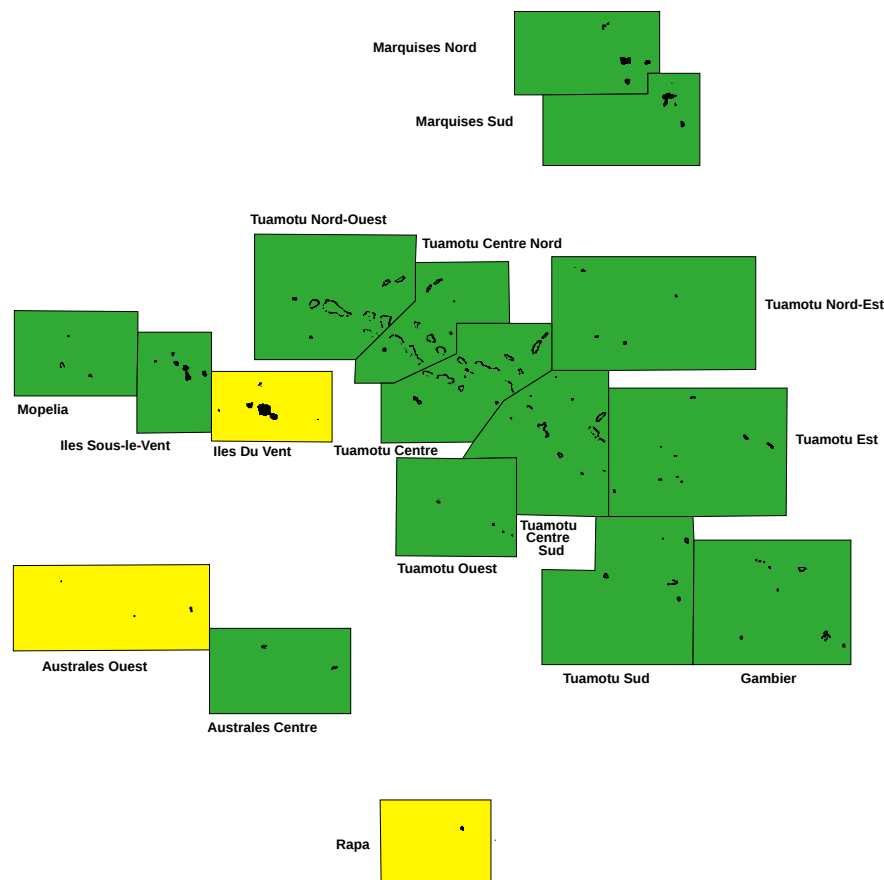 Marquises Nord
Marquises Sud
Tuamotu Nord-Ouest
Tuamotu Centre Nord
Tuamotu Nord-Est
Mopelia
Iles Sous-le-Vent
Iles Du Vent
Tuamotu Centre
Tuamotu Est
Tuamotu
Centre
Sud
Tuamotu Ouest
Australes Ouest
Tuamotu Sud
Gambier
Australes Centre
Rapa